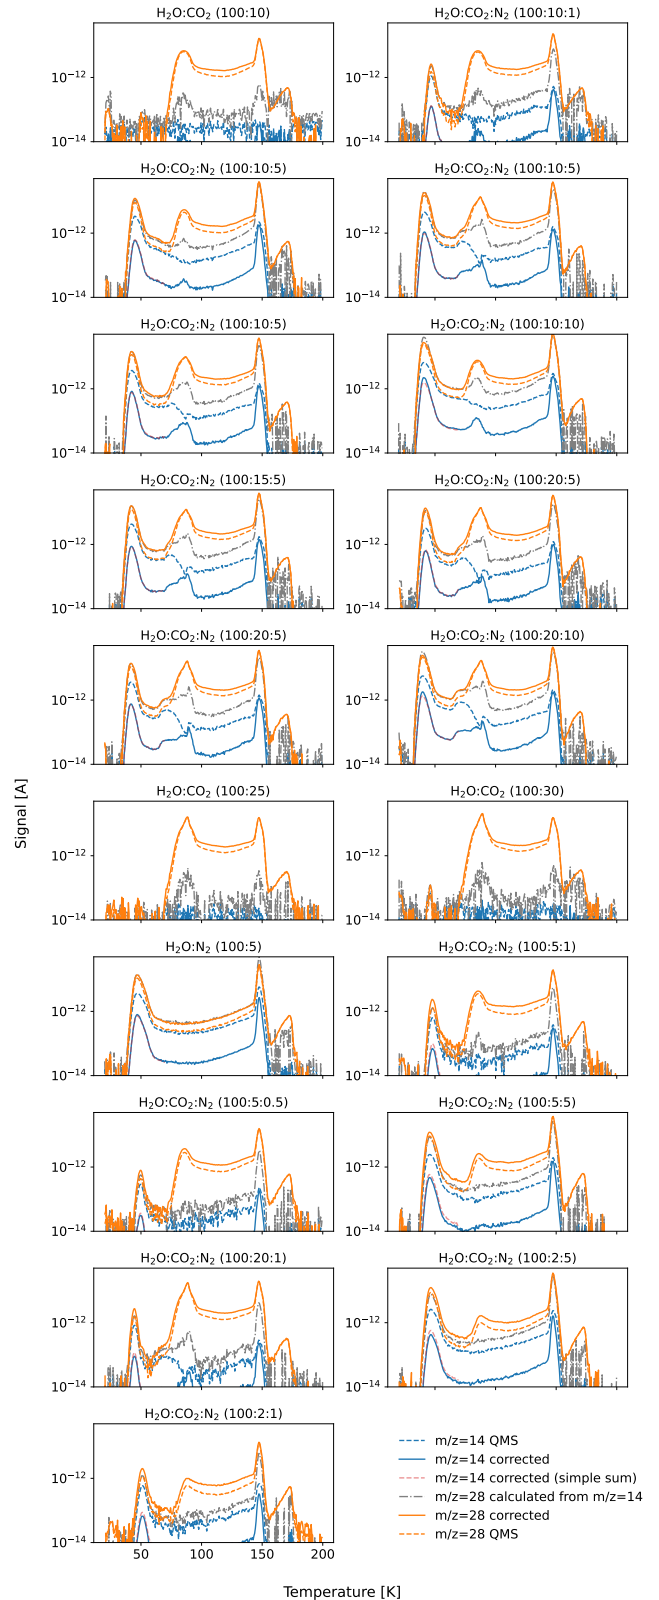 H₂O:CO₂ (100:10)
H₂O:CO₂:N₂ (100:10:1)
10⁻¹²
10⁻¹⁴
10⁻¹²
10⁻¹⁴
H₂O:CO₂:N₂ (100:10:5)
H₂O:CO₂:N₂ (100:10:5)
10⁻¹²
10⁻¹⁴
10⁻¹²
10⁻¹⁴
H₂O:CO₂:N₂ (100:10:5)
H₂O:CO₂:N₂ (100:10:10)
10⁻¹²
10⁻¹⁴
10⁻¹²
10⁻¹⁴
H₂O:CO₂:N₂ (100:15:5)
H₂O:CO₂:N₂ (100:20:5)
10⁻¹²
10⁻¹⁴
10⁻¹²
10⁻¹⁴
H₂O:CO₂:N₂ (100:20:5)
H₂O:CO₂:N₂ (100:20:10)
10⁻¹²
10⁻¹⁴
10⁻¹²
10⁻¹⁴
Signal [A]
H₂O:CO₂ (100:25)
H₂O:CO₂ (100:30)
10⁻¹²
10⁻¹⁴
10⁻¹²
10⁻¹⁴
H₂O:N₂ (100:5)
H₂O:CO₂:N₂ (100:5:1)
10⁻¹²
10⁻¹⁴
10⁻¹²
10⁻¹⁴
H₂O:CO₂:N₂ (100:5:0.5)
H₂O:CO₂:N₂ (100:5:5)
10⁻¹²
10⁻¹⁴
10⁻¹²
10⁻¹⁴
H₂O:CO₂:N₂ (100:20:1)
H₂O:CO₂:N₂ (100:2:5)
10⁻¹²
10⁻¹⁴
10⁻¹²
10⁻¹⁴
H₂O:CO₂:N₂ (100:2:1)
10⁻¹²
10⁻¹⁴
50 100 150 200
m/z=14 QMS
m/z=14 corrected
m/z=14 corrected (simple sum)
m/z=28 calculated from m/z=14
m/z=28 corrected
m/z=28 QMS
Temperature [K]